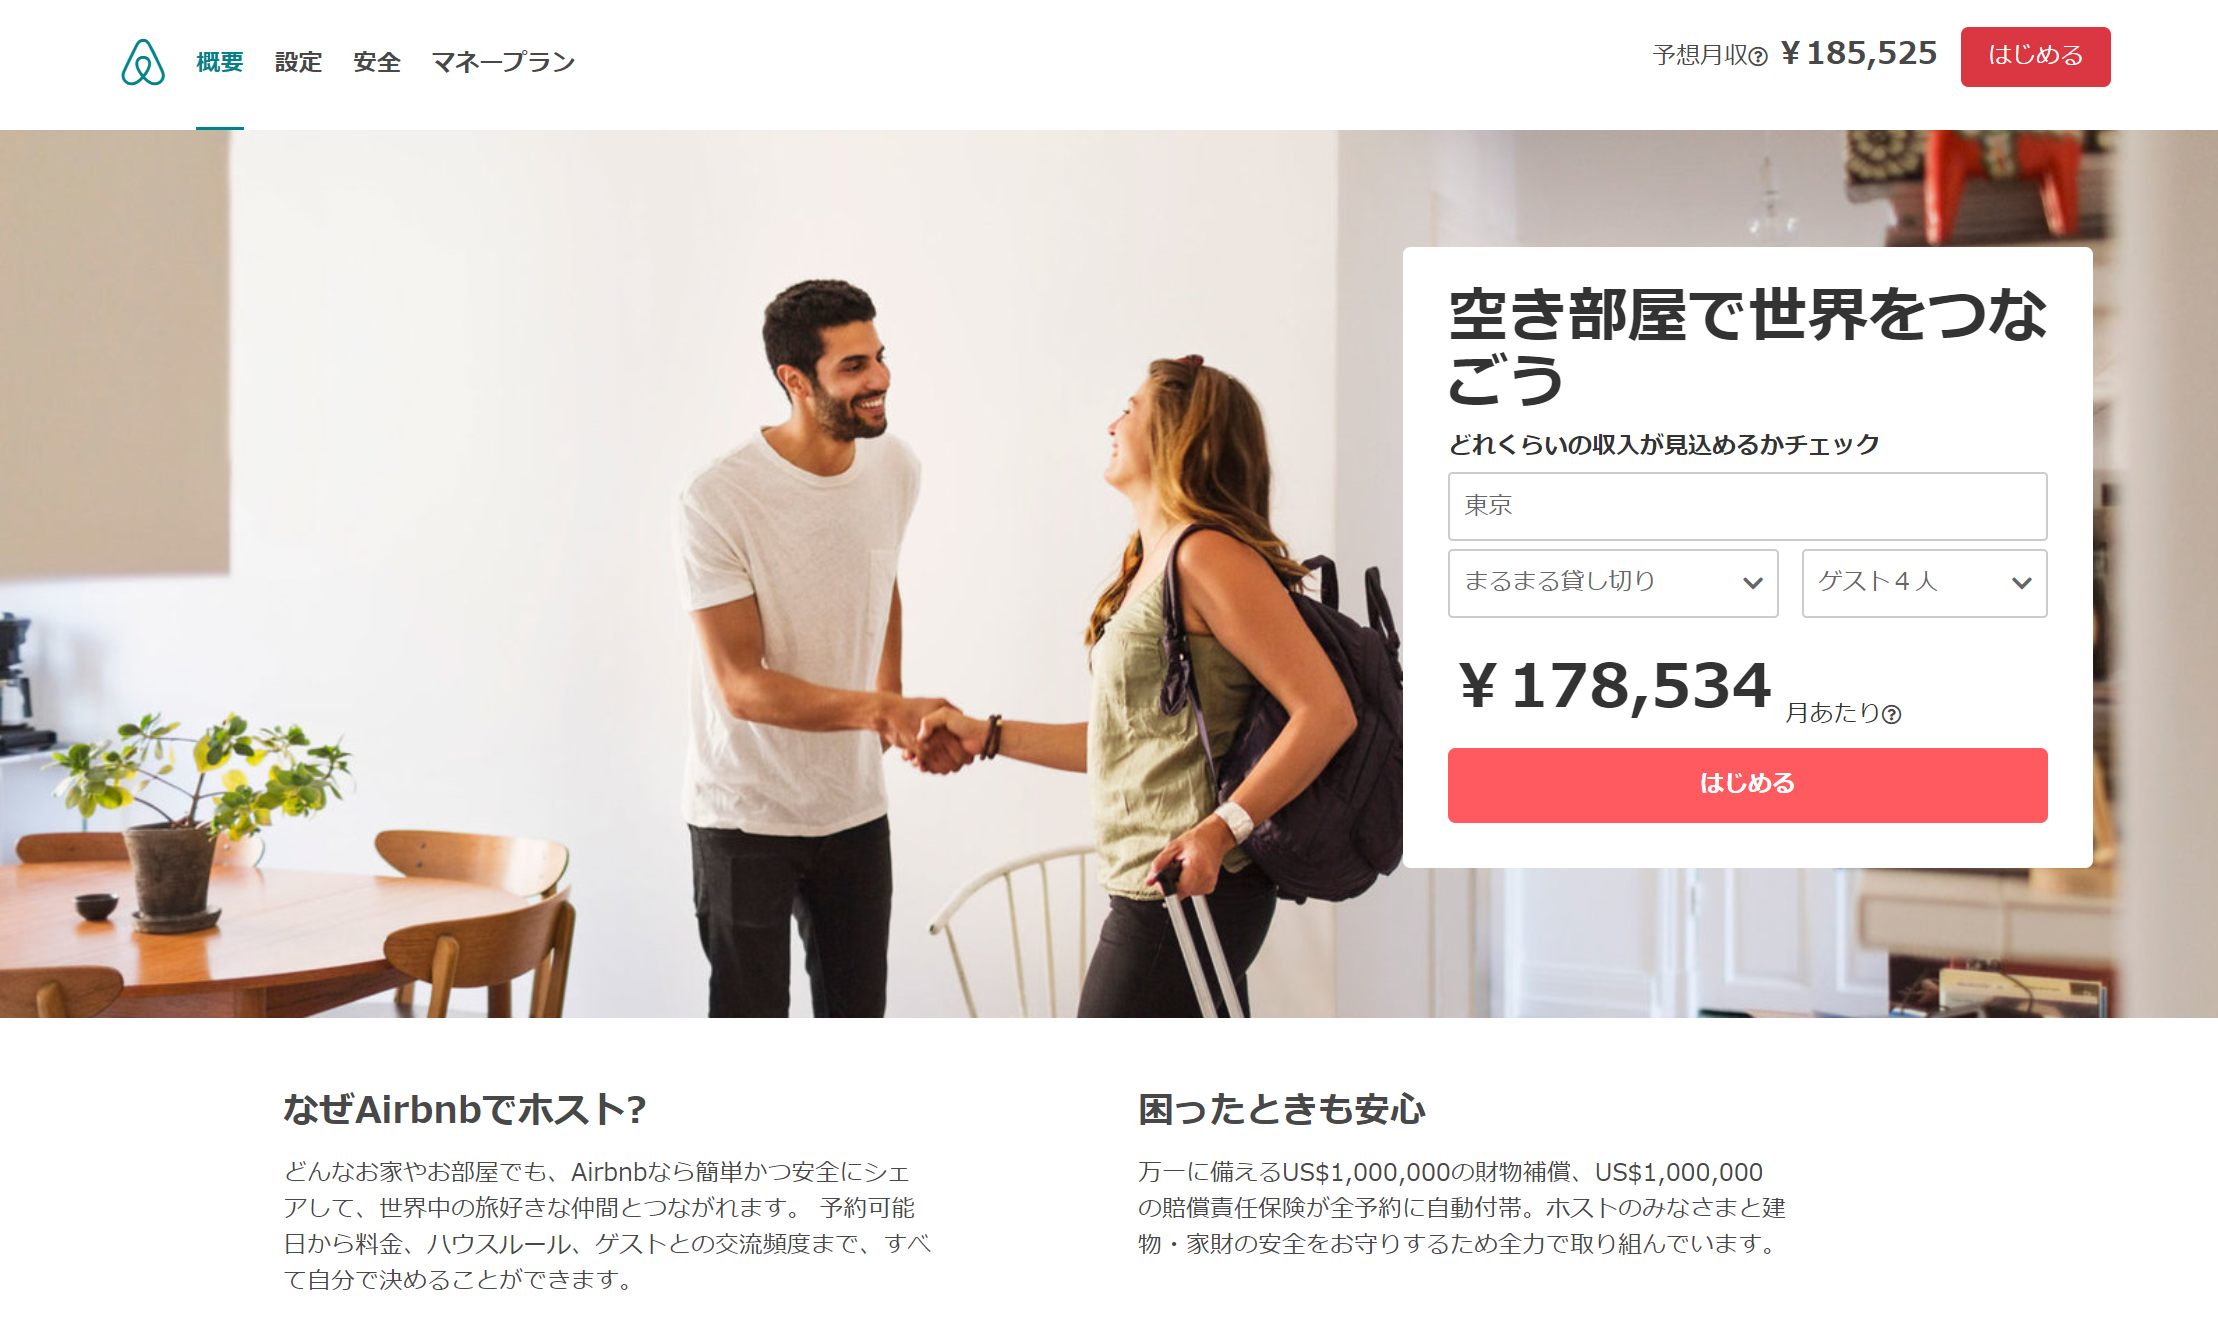 概要 設定 安全 マネープラン
予想月収? ¥185,525 はじめる
空き部屋で世界をつな
ごう
どれくらいの収入が見込めるかチェック
東京
まるまる貸し切り ゲスト4人
¥178,534 月あたり?
はじめる
なぜAirbnbでホスト?
どんなお家やお部屋でも、Airbnbなら簡単かつ安全にシェ
アして、世界中の旅好きな仲間とつながれます。 予約可能
日から料金、ハウスルール、ゲストとの交流頻度まで、すべ
て自分で決めることができます。
困ったときも安心
万一に備えるUS$1,000,000の財物補償、US$1,000,000
の賠償責任保険が全予約に自動付帯。ホストのみなさまと建
物・家財の安全をお守りするため全力で取り組んでいます。